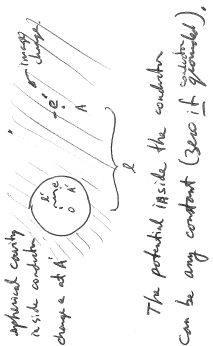 spherical cavity
inside conductor
charge e at A'
l'
e
O
A'
-e'
A
image
charge
l
The potential inside the conductor
can be any constant (zero if conductor
grounded).